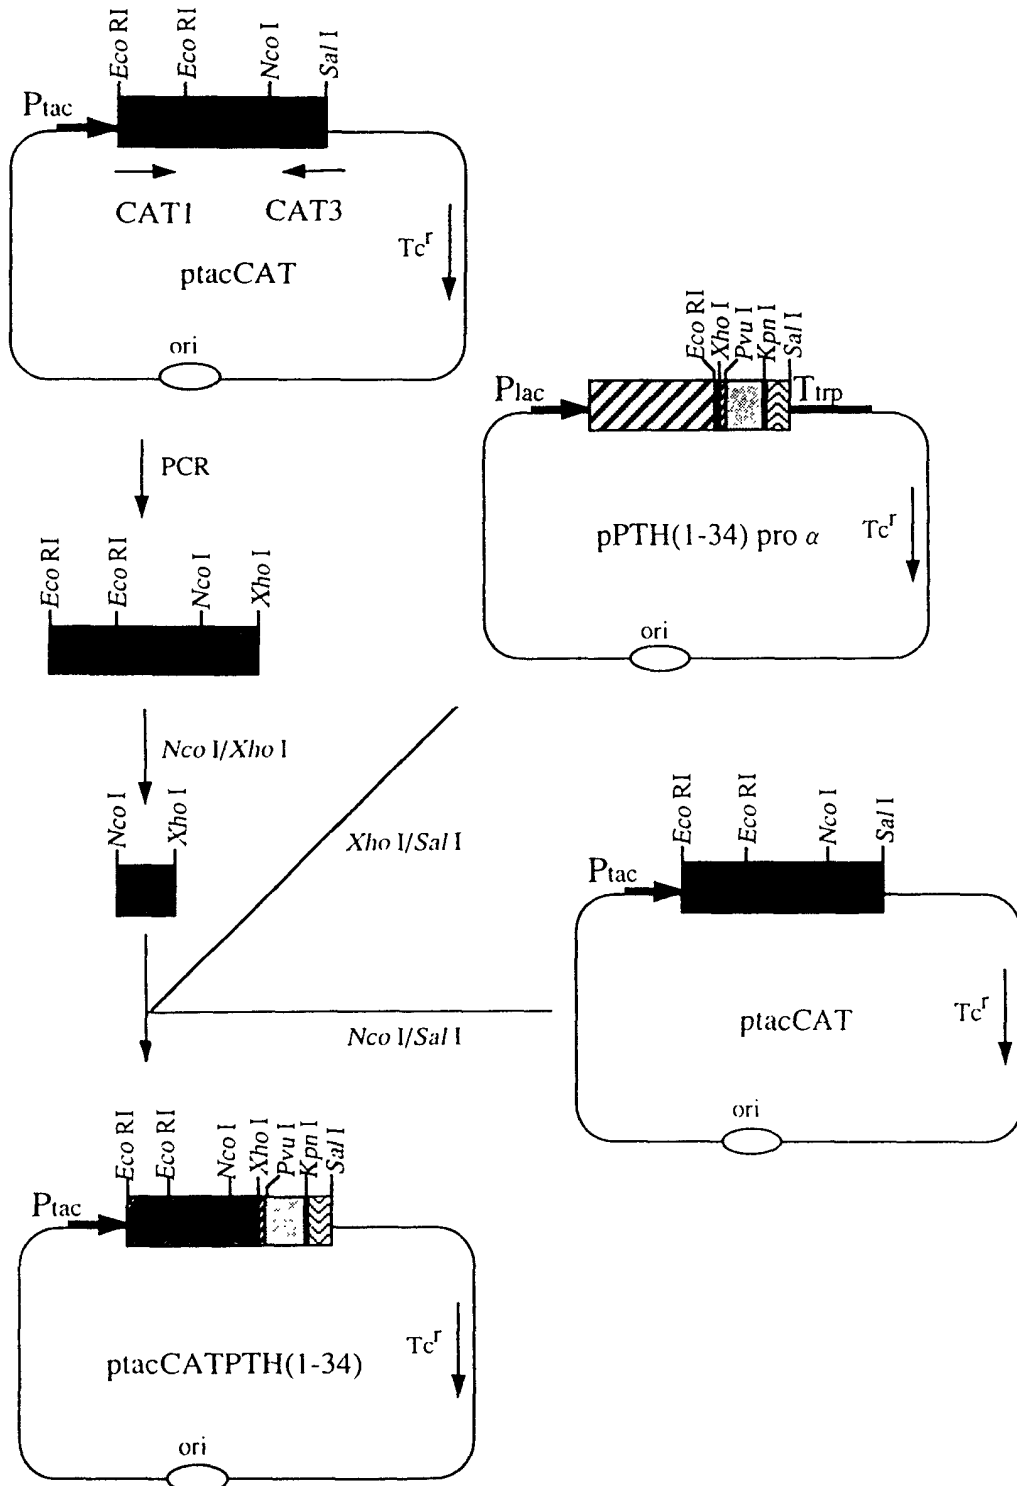 Eco RI
Eco RI
Nco I
Sal I
Ptac
CAT1
CAT3
Tcr
ptacCAT
ori
PCR
Eco RI
Xho I
Pvu I
Kpn I
Sal I
Plac
Ttrp
pPTH(1-34) pro α
Tcr
ori
Eco RI
Eco RI
Nco I
Xho I
Nco I/Xho I
Nco I
Xho I
Xho I/Sal I
Eco RI
Eco RI
Nco I
Sal I
Ptac
ptacCAT
Tcr
ori
Nco I/Sal I
Eco RI
Eco RI
Nco I
Xho I
Pvu I
Kpn I
Sal I
Ptac
Tcr
ptacCATPTH(1-34)
ori